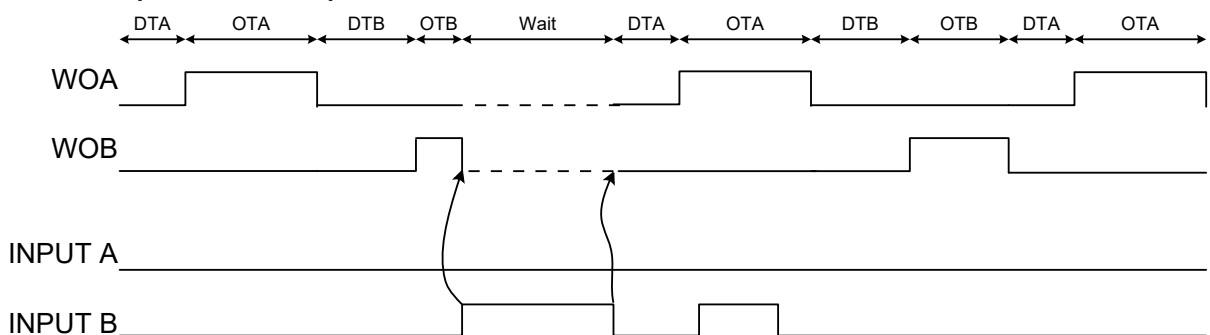 DTA OTA DTB OTB Wait DTA OTA DTB OTB DTA OTA
WOA
WOB
INPUT A
INPUT B